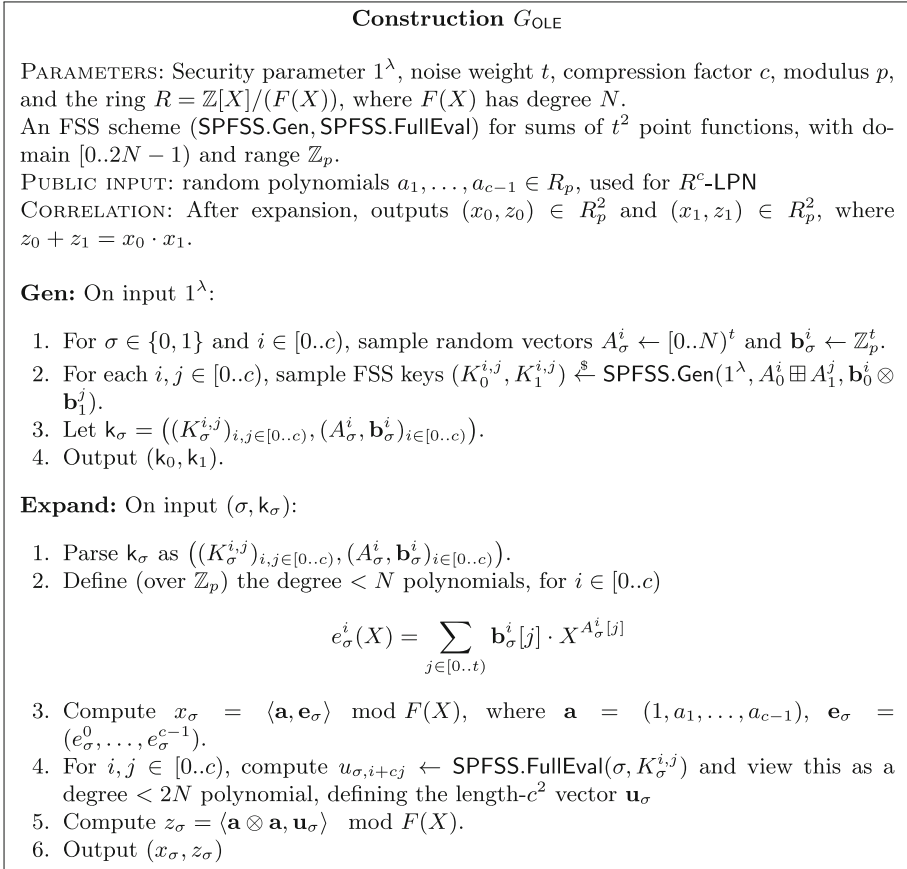 Construction G_OLE
PARAMETERS: Security parameter 1^λ, noise weight t, compression factor c, modulus p,
and the ring R = ℤ[X]/(F(X)), where F(X) has degree N.
An FSS scheme (SPFSS.Gen, SPFSS.FullEval) for sums of t² point functions, with do-
main [0..2N − 1) and range ℤ_p.
PUBLIC INPUT: random polynomials a_1, . . . , a_{c−1} ∈ R_p, used for R^c-LPN
CORRELATION: After expansion, outputs (x_0, z_0) ∈ R_p^2 and (x_1, z_1) ∈ R_p^2, where
z_0 + z_1 = x_0 · x_1.
Gen: On input 1^λ:
1. For σ ∈ {0, 1} and i ∈ [0..c), sample random vectors A_σ^i ← [0..N)^t and b_σ^i ← ℤ_p^t.
2. For each i, j ∈ [0..c), sample FSS keys (K_0^{i,j}, K_1^{i,j}) ←$ SPFSS.Gen(1^λ, A_0^i ⊞ A_1^j, b_0^i ⊗
b_1^j).
3. Let k_σ = ((K_σ^{i,j})_{i,j∈[0..c)}, (A_σ^i, b_σ^i)_{i∈[0..c)}).
4. Output (k_0, k_1).
Expand: On input (σ, k_σ):
1. Parse k_σ as ((K_σ^{i,j})_{i,j∈[0..c)}, (A_σ^i, b_σ^i)_{i∈[0..c)}).
2. Define (over ℤ_p) the degree < N polynomials, for i ∈ [0..c)
e_σ^i(X) = ∑_{j∈[0..t)} b_σ^i[j] · X^{A_σ^i[j]}
3. Compute x_σ = ⟨a, e_σ⟩ mod F(X), where a = (1, a_1, . . . , a_{c−1}), e_σ =
(e_σ^0, . . . , e_σ^{c−1}).
4. For i, j ∈ [0..c), compute u_{σ,i+cj} ← SPFSS.FullEval(σ, K_σ^{i,j}) and view this as a
degree < 2N polynomial, defining the length-c² vector u_σ
5. Compute z_σ = ⟨a ⊗ a, u_σ⟩ mod F(X).
6. Output (x_σ, z_σ)